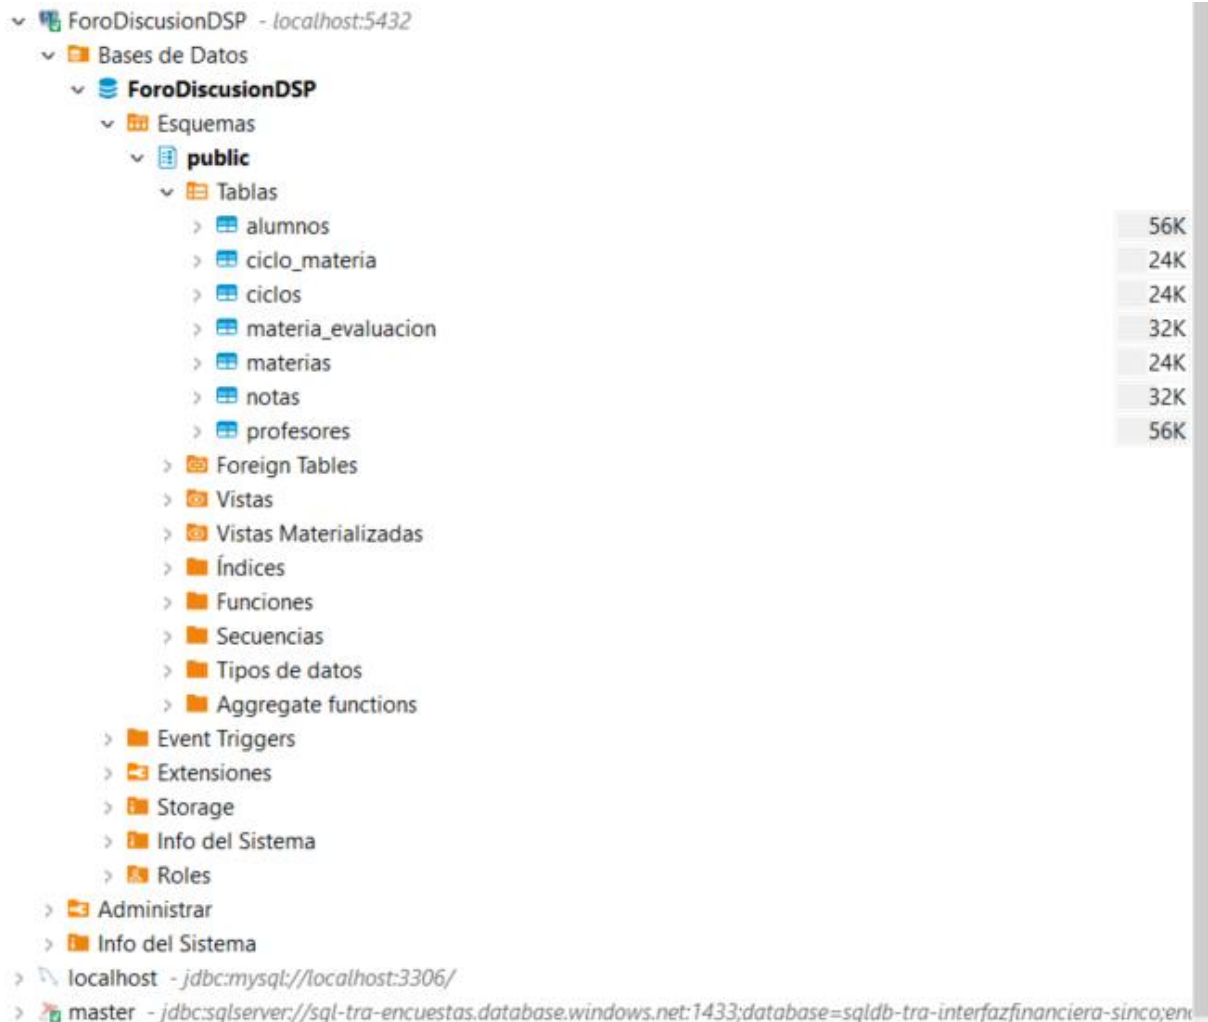 ForoDiscusionDSP - localhost:5432
Bases de Datos
ForoDiscusionDSP
Esquemas
public
Tablas
alumnos 56K
ciclo_materia 24K
ciclos 24K
materia_evaluacion 32K
materias 24K
notas 32K
profesores 56K
Foreign Tables
Vistas
Vistas Materializadas
Índices
Funciones
Secuencias
Tipos de datos
Aggregate functions
Event Triggers
Extensiones
Storage
Info del Sistema
Roles
Administrar
Info del Sistema
localhost - jdbc:mysql://localhost:3306/
master - jdbc:sqlserver://sql-tra-encuestas.database.windows.net:1433;database=sqldb-tra-interfazfinanciera-sinco;en